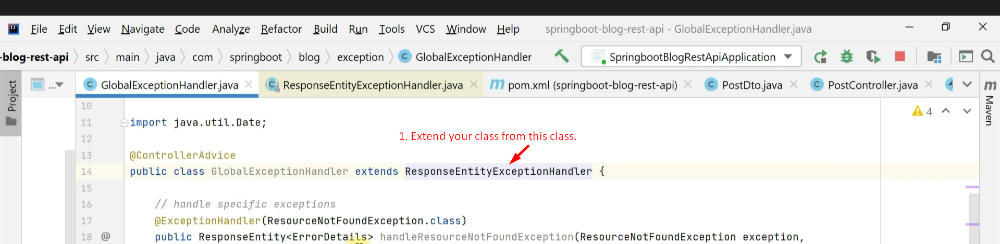 File Edit View Navigate Code Analyze Refactor Build Run Tools VCS Window Help springboot-blog-rest-api - GlobalExceptionHandler.java
-blog-rest-api src main java com springboot blog exception C GlobalExceptionHandler SpringbootBlogRestApiApplication
Project
... C GlobalExceptionHandler.java C ResponseEntityExceptionHandler.java m pom.xml (springboot-blog-rest-api) C PostDto.java C PostController.java
m Maven
10
4
11 import java.util.Date;
12
1. Extend your class from this class.
13 @ControllerAdvice
14 public class GlobalExceptionHandler extends ResponseEntityExceptionHandler {
15
16 // handle specific exceptions
17 @ExceptionHandler(ResourceNotFoundException.class)
18 @ public ResponseEntity<ErrorDetails> handleResourceNotFoundException(ResourceNotFoundException exception,